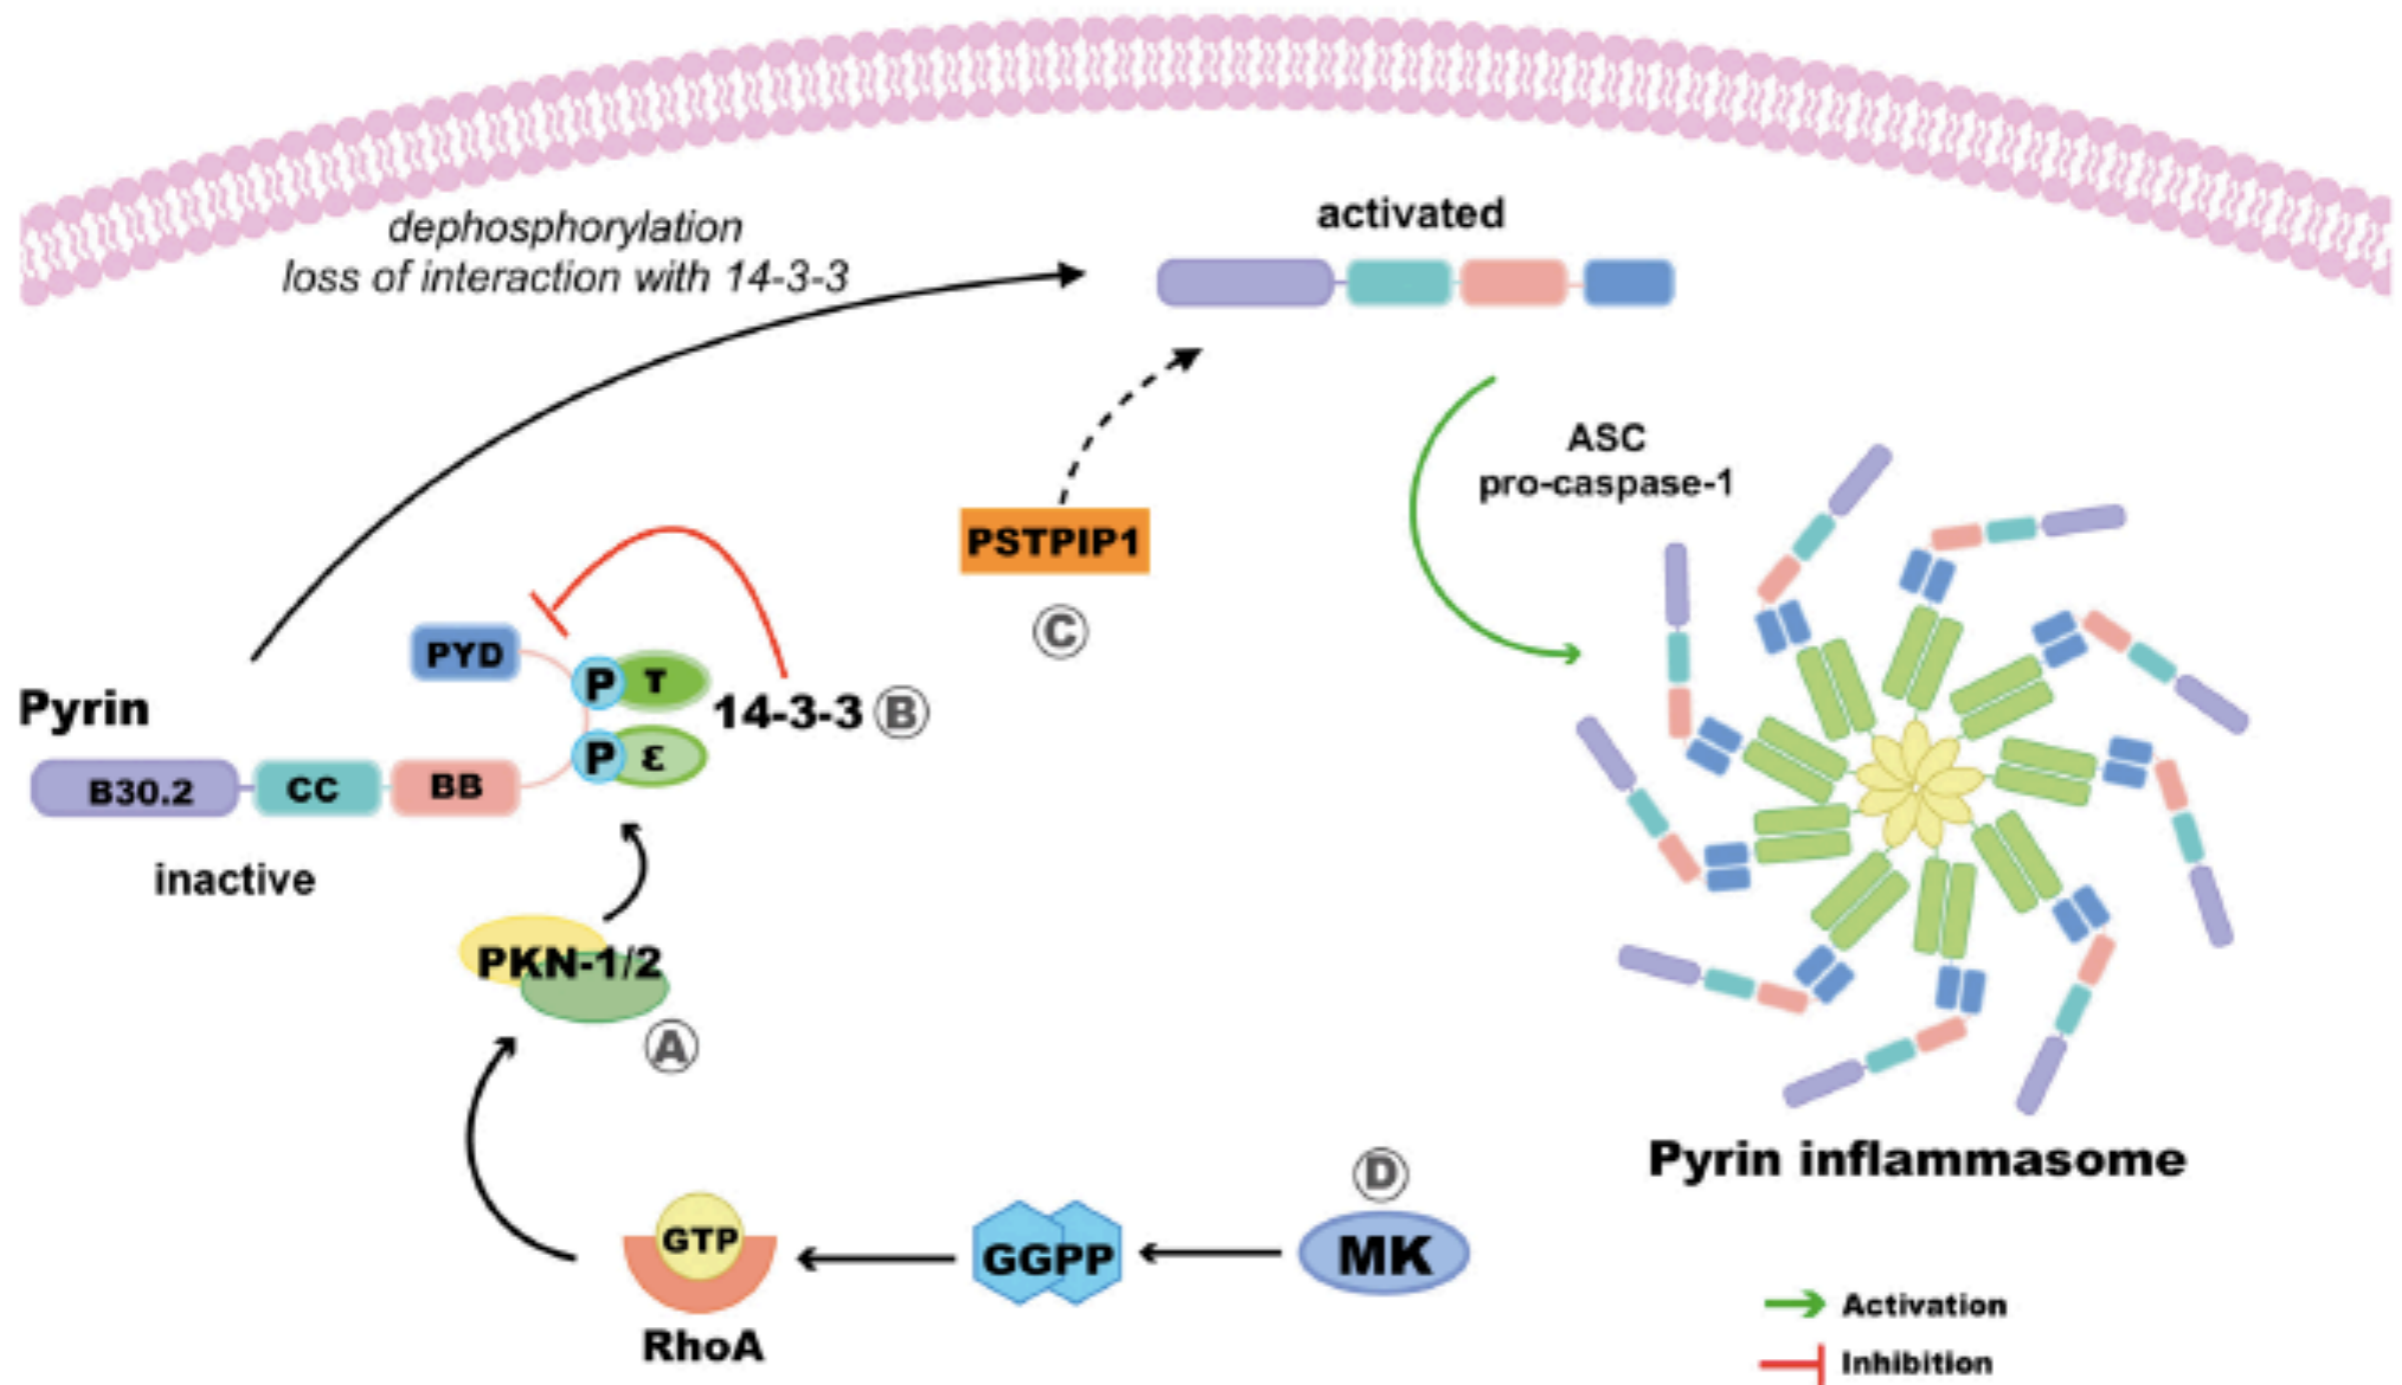 dephosphorylation
loss of interaction with 14-3-3
activated
ASC
pro-caspase-1
PSTPIP1
C
PYD
P T
14-3-3 B
Pyrin
P ε
B30.2 CC BB
inactive
PKN-1/2
A
D
GTP
GGPP
MK
RhoA
Pyrin inflammasome
Activation
Inhibition